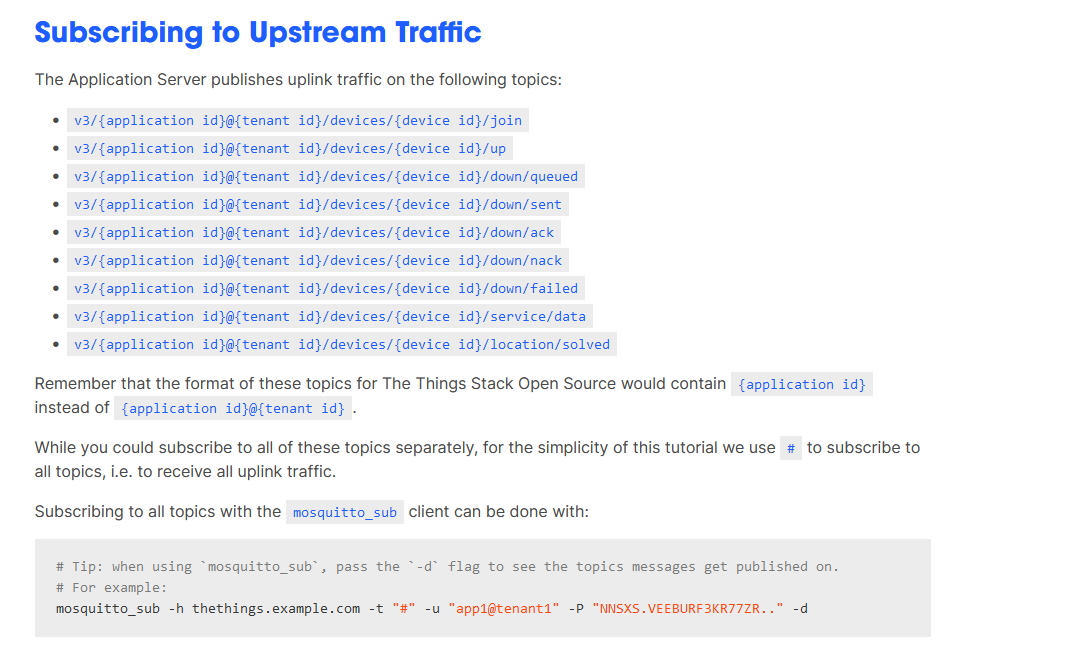 Subscribing to Upstream Traffic
The Application Server publishes uplink traffic on the following topics:
v3/{application id}@{tenant id}/devices/{device id}/join
v3/{application id}@{tenant id}/devices/{device id}/up
v3/{application id}@{tenant id}/devices/{device id}/down/queued
v3/{application id}@{tenant id}/devices/{device id}/down/sent
v3/{application id}@{tenant id}/devices/{device id}/down/ack
v3/{application id}@{tenant id}/devices/{device id}/down/nack
v3/{application id}@{tenant id}/devices/{device id}/down/failed
v3/{application id}@{tenant id}/devices/{device id}/service/data
v3/{application id}@{tenant id}/devices/{device id}/location/solved
Remember that the format of these topics for The Things Stack Open Source would contain {application id}
instead of {application id}@{tenant id} .
While you could subscribe to all of these topics separately, for the simplicity of this tutorial we use # to subscribe to
all topics, i.e. to receive all uplink traffic.
Subscribing to all topics with the mosquitto_sub client can be done with:
# Tip: when using `mosquitto_sub`, pass the `-d` flag to see the topics messages get published on.
# For example:
mosquitto_sub -h thethings.example.com -t "#" -u "app1@tenant1" -P "NNSXS.VEEBURF3KR77ZR.." -d